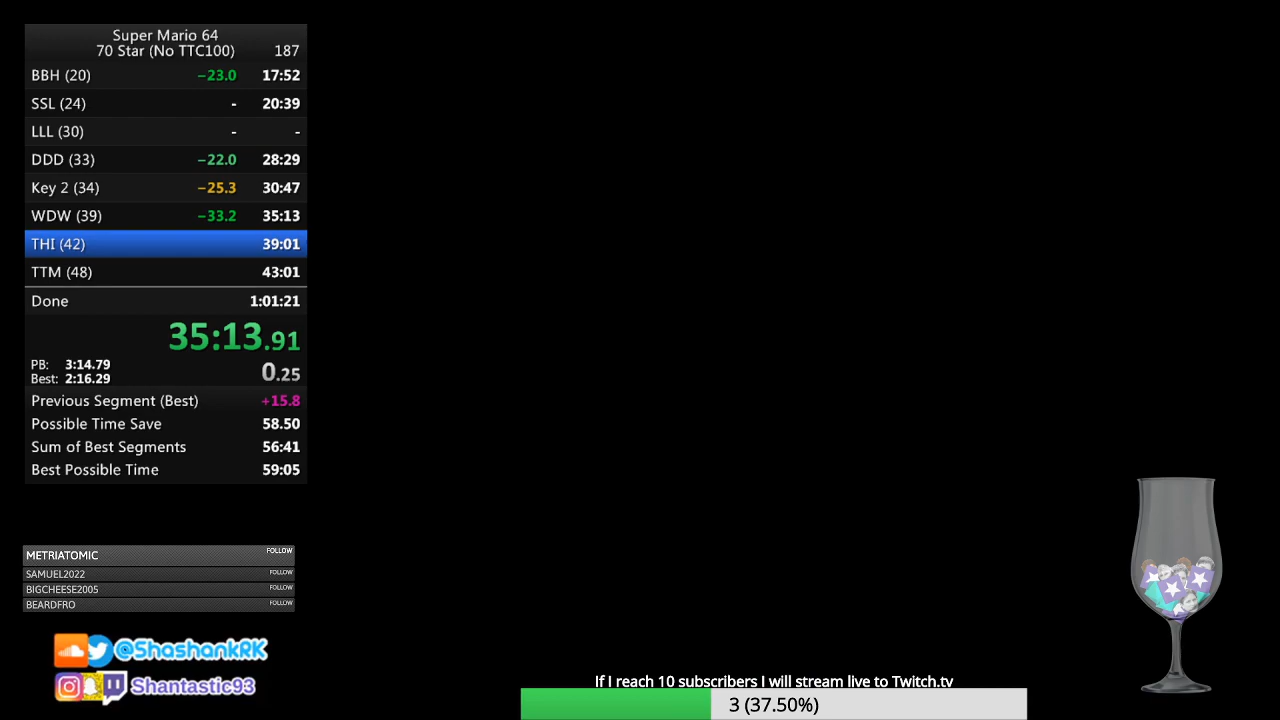 Super Mario 64
70 Star (No TTC100) 187
BBH (20) −23.0 17:52
SSL (24) - 20:39
LLL (30) - -
DDD (33) −22.0 28:29
Key 2 (34) −25.3 30:47
WDW (39) −33.2 35:13
THI (42) 39:01
TTM (48) 43:01
Done 1:01:21
35:13.91
PB: 3:14.79
Best: 2:16.29
0.25
Previous Segment (Best) +15.8
Possible Time Save 58.50
Sum of Best Segments 56:41
Best Possible Time 59:05
METRIATOMIC FOLLOW
SAMUEL2022 FOLLOW
BIGCHEESE2005 FOLLOW
BEARDFRO FOLLOW
@ShashankRK
Shantastic93
If I reach 10 subscribers I will stream live to Twitch.tv
3 (37.50%)